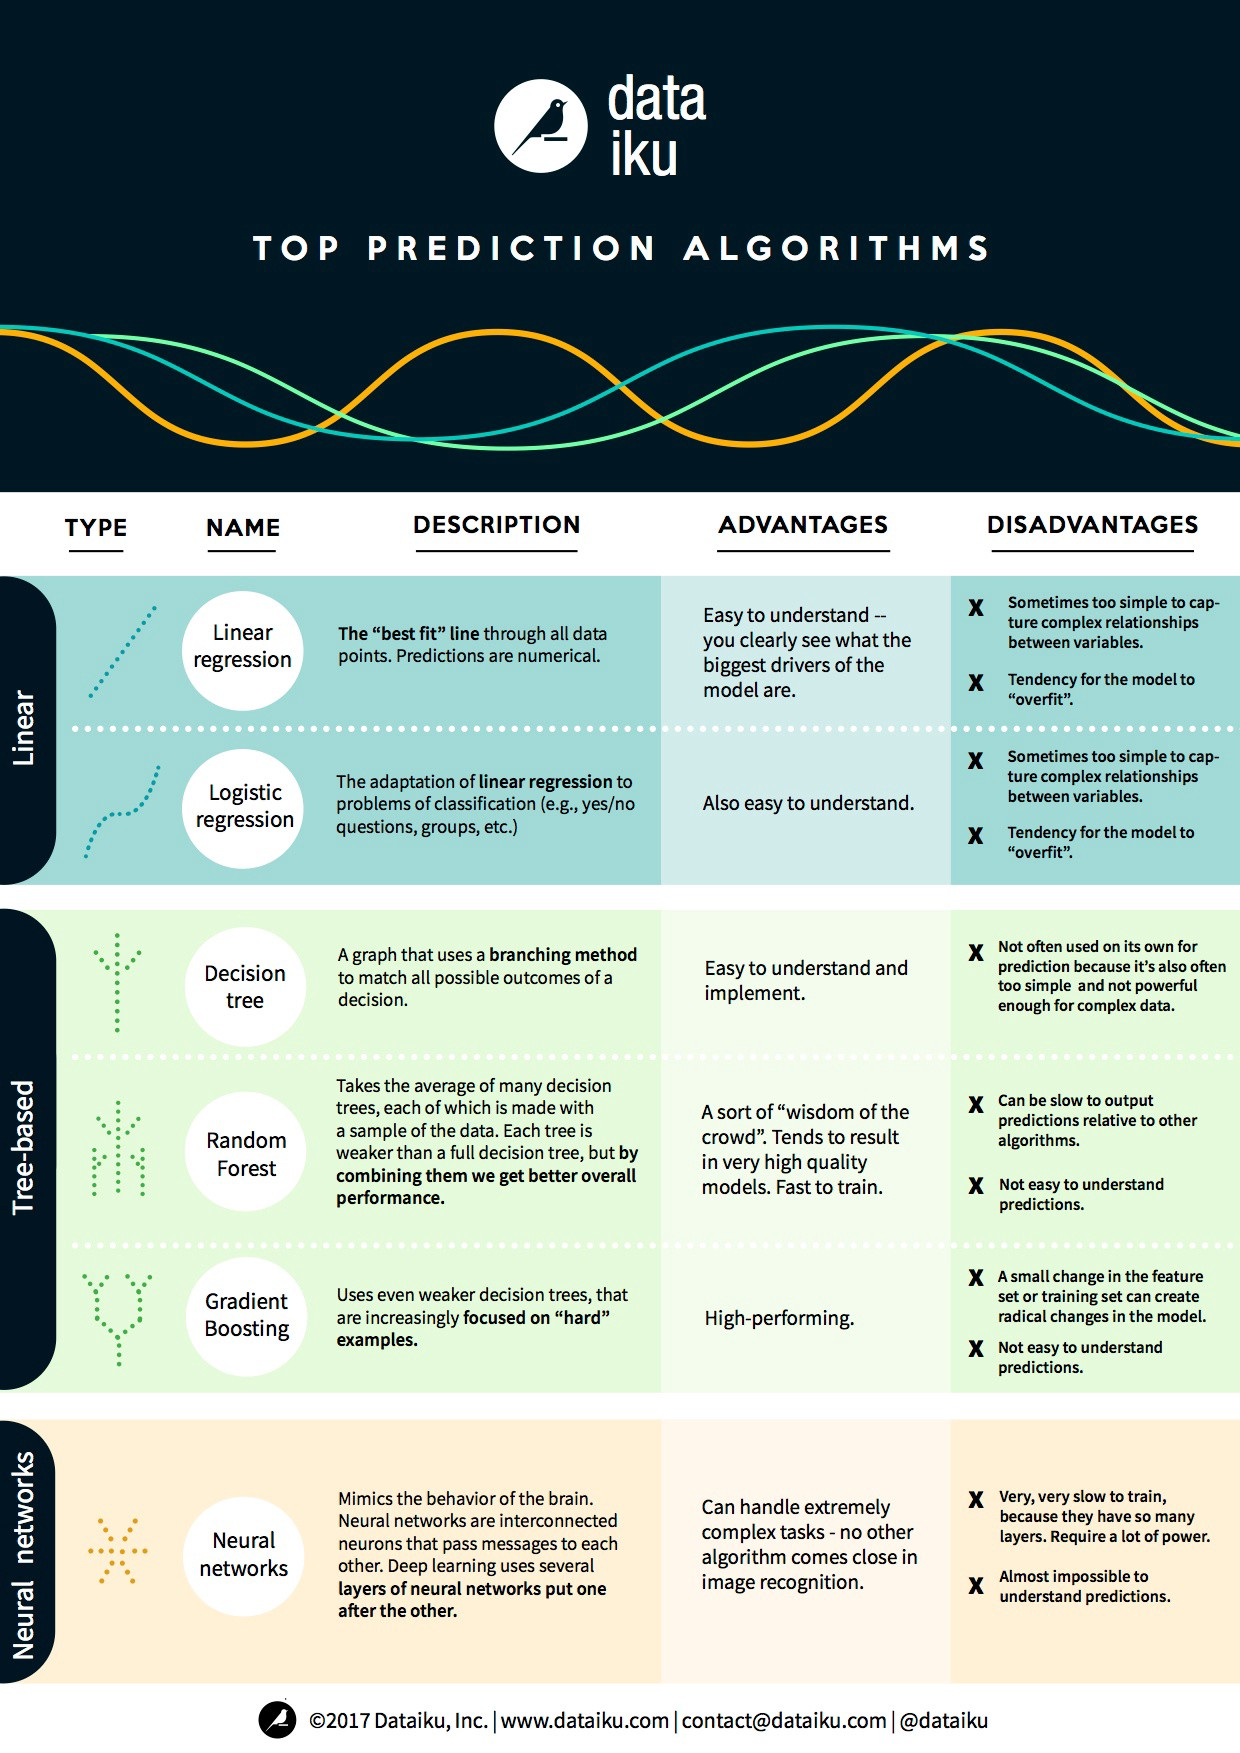 data
iku
TOP PREDICTION ALGORITHMS
TYPE
NAME
DESCRIPTION
ADVANTAGES
DISADVANTAGES
Linear
Linear
regression
The “best fit” line through all data
points. Predictions are numerical.
Easy to understand --
you clearly see what the
biggest drivers of the
model are.
X Sometimes too simple to cap-
ture complex relationships
between variables.
X Tendency for the model to
“overfit”.
Logistic
regression
The adaptation of linear regression to
problems of classification (e.g., yes/no
questions, groups, etc.)
Also easy to understand.
X Sometimes too simple to cap-
ture complex relationships
between variables.
X Tendency for the model to
“overfit”.
Tree-based
Decision
tree
A graph that uses a branching method
to match all possible outcomes of a
decision.
Easy to understand and
implement.
X Not often used on its own for
prediction because it’s also often
too simple and not powerful
enough for complex data.
Random
Forest
Takes the average of many decision
trees, each of which is made with
a sample of the data. Each tree is
weaker than a full decision tree, but by
combining them we get better overall
performance.
A sort of “wisdom of the
crowd”. Tends to result
in very high quality
models. Fast to train.
X Can be slow to output
predictions relative to other
algorithms.
X Not easy to understand
predictions.
Gradient
Boosting
Uses even weaker decision trees, that
are increasingly focused on “hard”
examples.
High-performing.
X A small change in the feature
set or training set can create
radical changes in the model.
X Not easy to understand
predictions.
Neural networks
Neural
networks
Mimics the behavior of the brain.
Neural networks are interconnected
neurons that pass messages to each
other. Deep learning uses several
layers of neural networks put one
after the other.
Can handle extremely
complex tasks - no other
algorithm comes close in
image recognition.
X Very, very slow to train,
because they have so many
layers. Require a lot of power.
X Almost impossible to
understand predictions.
©2017 Dataiku, Inc. | www.dataiku.com | contact@dataiku.com | @dataiku